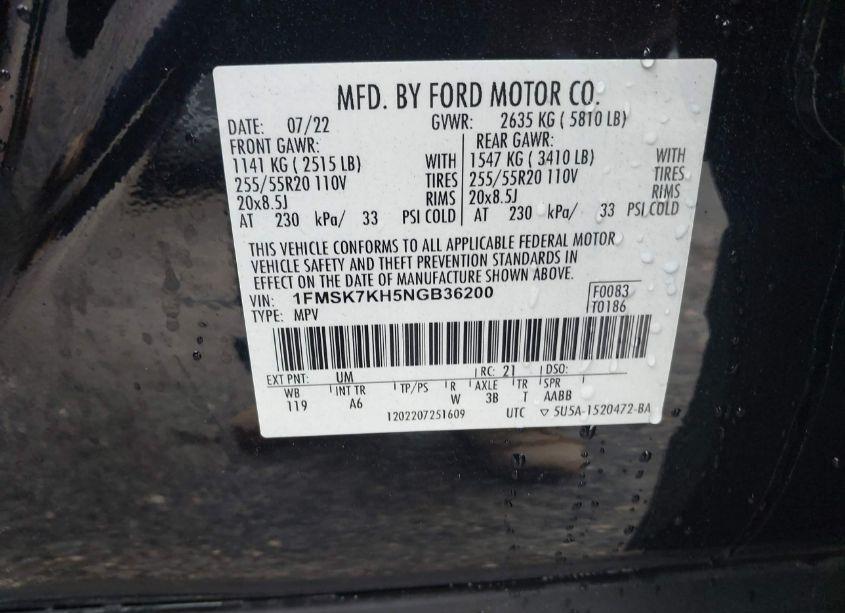 MFD. BY FORD MOTOR CO.
DATE: 07/22 GVWR: 2635 KG ( 5810 LB)
FRONT GAWR: REAR GAWR:
1141 KG ( 2515 LB) WITH 1547 KG ( 3410 LB) WITH
255/55R20 110V TIRES 255/55R20 110V TIRES
20x8.5J RIMS 20x8.5J RIMS
AT 230 kPa/ 33 PSI COLD AT 230 kPa/ 33 PSI COLD
THIS VEHICLE CONFORMS TO ALL APPLICABLE FEDERAL MOTOR
VEHICLE SAFETY AND THEFT PREVENTION STANDARDS IN
EFFECT ON THE DATE OF MANUFACTURE SHOWN ABOVE.
VIN: 1FMSK7KH5NGB36200 F0083
TYPE: MPV T0186
EXT PNT: UM RC: 21 DSO:
WB INT TR TP/PS R AXLE TR SPR
119 A6 W 3B T AABB
1202207251609 UTC ▽ 5U5A-1520472-BA